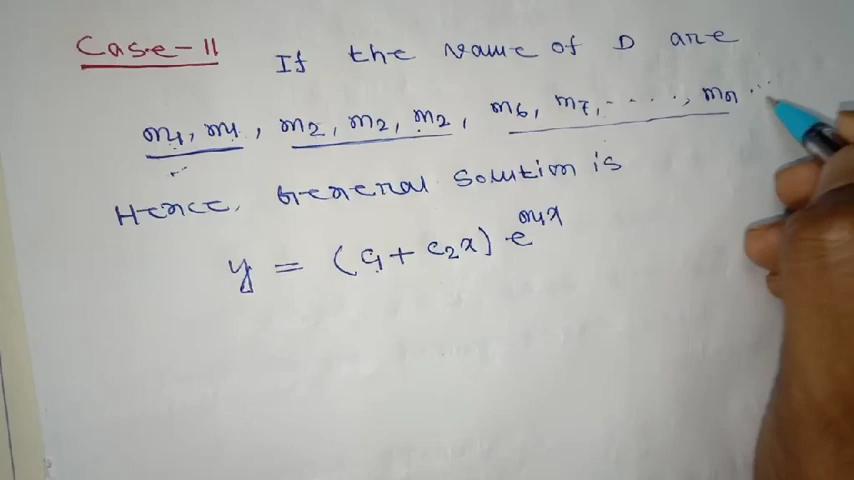 Case-II If the value of D are
m₁, m₁, m₂, m₂, m₂, m₆, m₇, ....., mₙ ...
Hence, General solution is
y = (c₁ + c₂x) e^{m₁x}